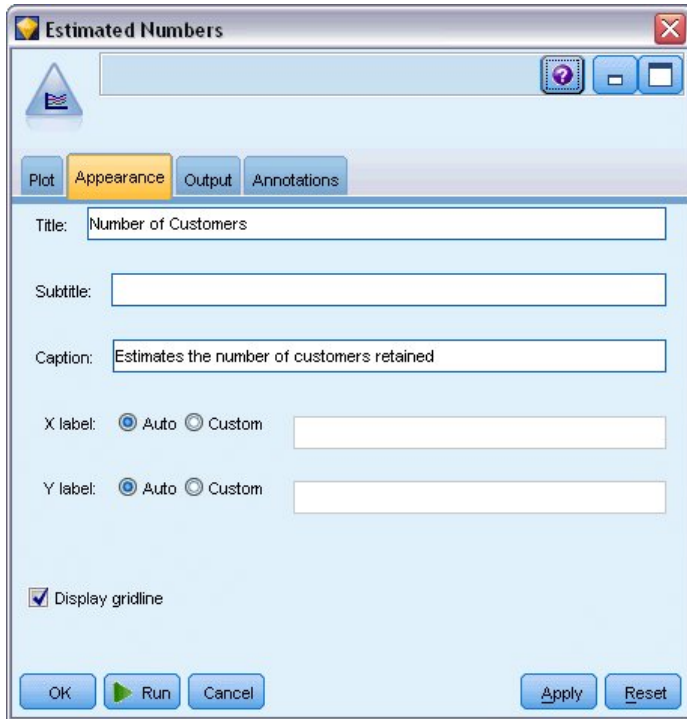 Estimated Numbers
?
Plot Appearance Output Annotations
Title: Number of Customers
Subtitle:
Caption: Estimates the number of customers retained
X label: Auto Custom
Y label: Auto Custom
Display gridline
OK Run Cancel Apply Reset